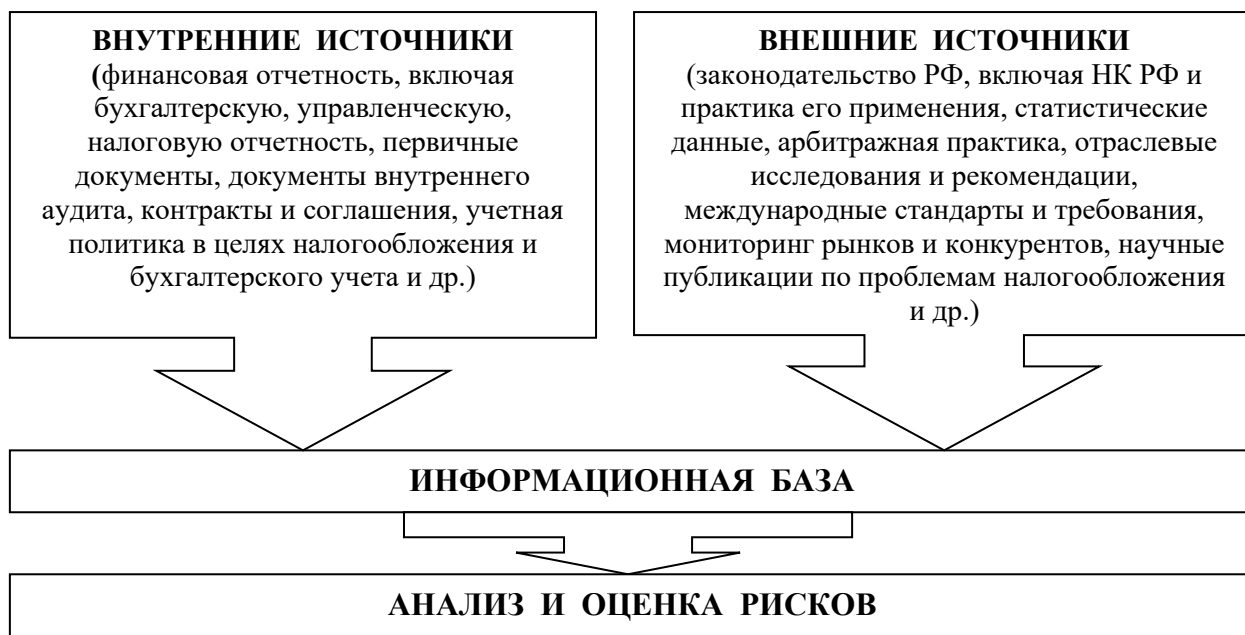 ВНУТРЕННИЕ ИСТОЧНИКИ
(финансовая отчетность, включая
бухгалтерскую, управленческую,
налоговую отчетность, первичные
документы, документы внутреннего
аудита, контракты и соглашения, учетная
политика в целях налогообложения и
бухгалтерского учета и др.)
ВНЕШНИЕ ИСТОЧНИКИ
(законодательство РФ, включая НК РФ и
практика его применения, статистические
данные, арбитражная практика, отраслевые
исследования и рекомендации,
международные стандарты и требования,
мониторинг рынков и конкурентов, научные
публикации по проблемам налогообложения
и др.)
ИНФОРМАЦИОННАЯ БАЗА
АНАЛИЗ И ОЦЕНКА РИСКОВ